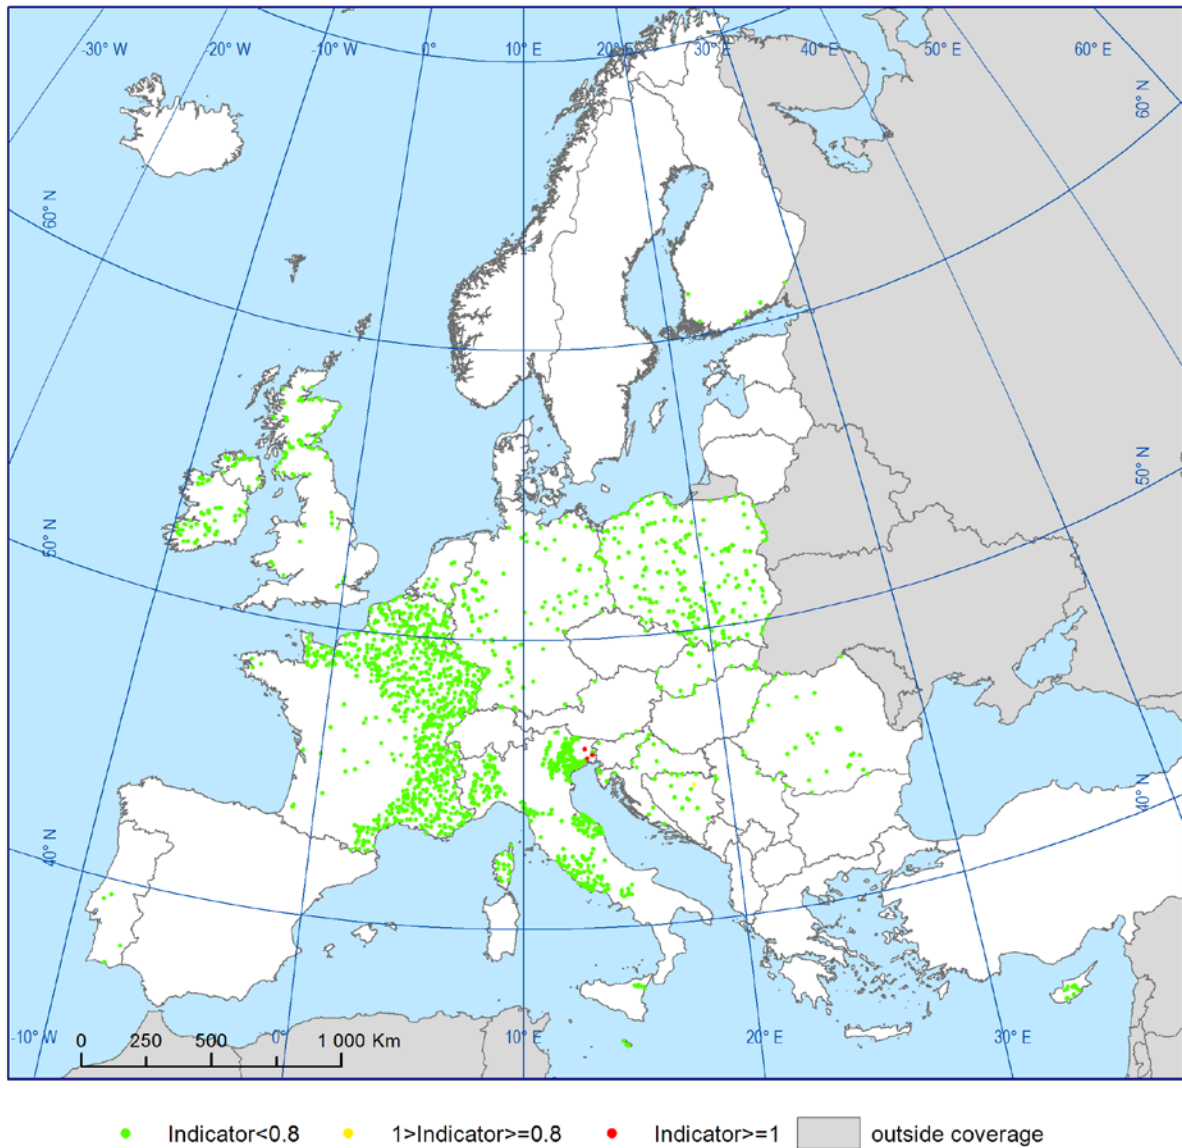 -30° W -20° W -10° W 0° 10° E 20° E 30° E 40° E 50° E 60° E
60° N
60° N
50° N
50° N
40° N
40° N
-10° W 0° 10° E 20° E 30° E
0 250 500 1 000 Km
Indicator<0.8 1>Indicator>=0.8 Indicator>=1 outside coverage